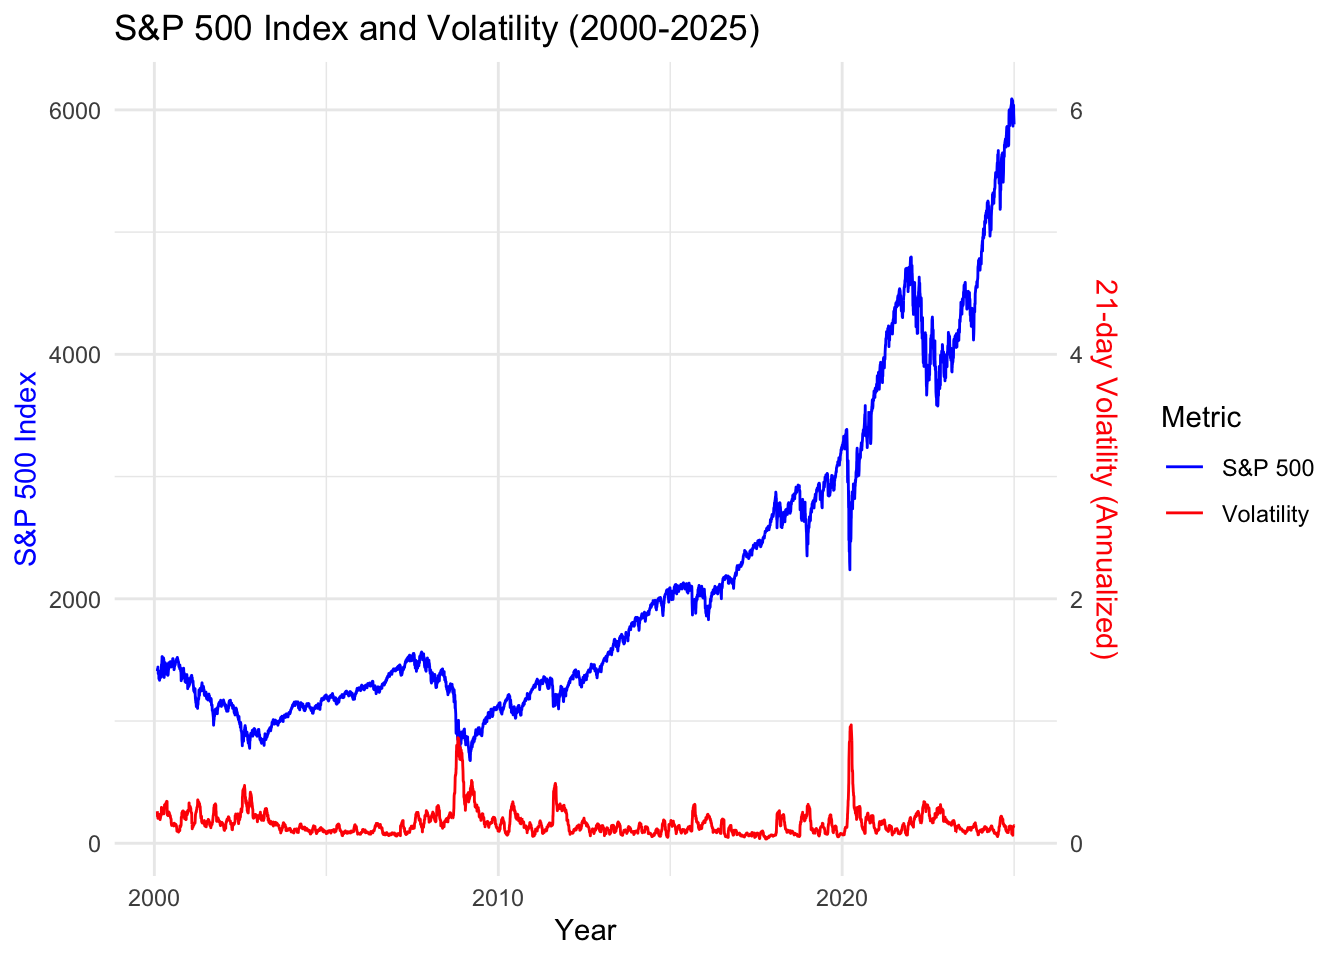 S&P 500 Index and Volatility (2000-2025)
S&P 500 Index
6000
4000
2000
0
6
4
2
0
21-day Volatility (Annualized)
2000
2010
2020
Year
Metric
S&P 500
Volatility